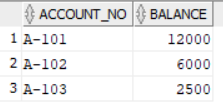 ACCOUNT_NO BALANCE
1 A-101 12000
2 A-102 6000
3 A-103 2500